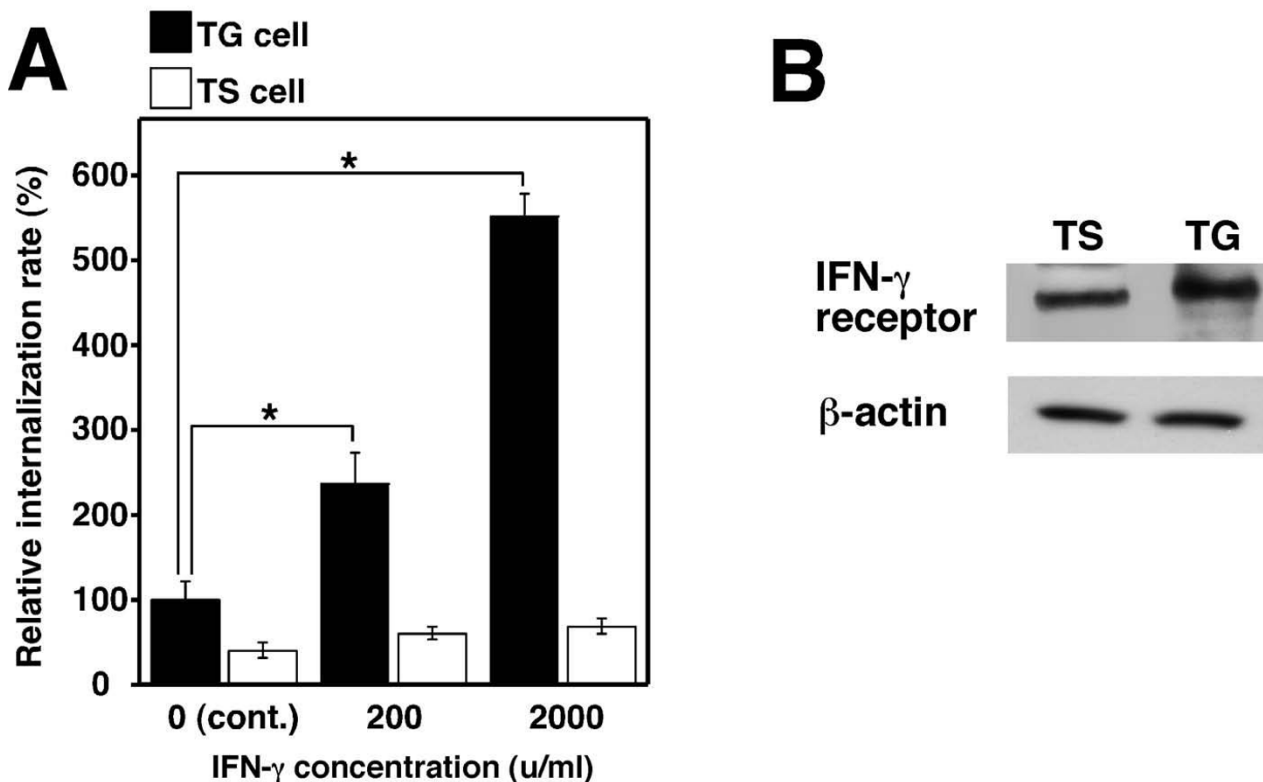 A
TG cell
TS cell
Relative internalization rate (%)
600
500
400
300
200
100
0
*
*
0 (cont.) 200 2000
IFN-γ concentration (u/ml)
B
TS TG
IFN-γ
receptor
β-actin